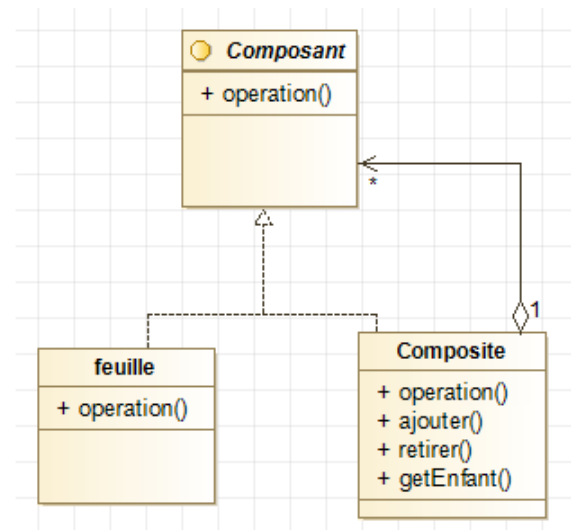 Composant
+ operation()
*
1
feuille
+ operation()
Composite
+ operation()
+ ajouter()
+ retirer()
+ getEnfant()